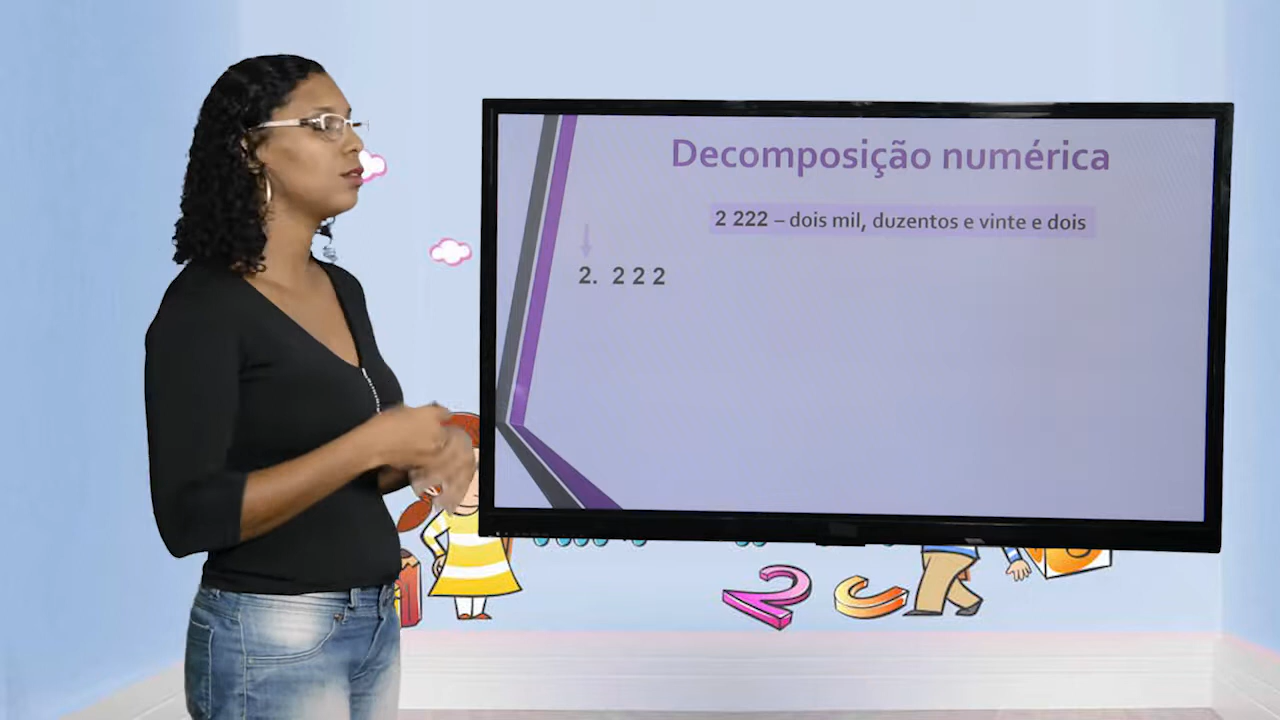 Decomposição numérica
2 222 – dois mil, duzentos e vinte e dois
2. 2 2 2